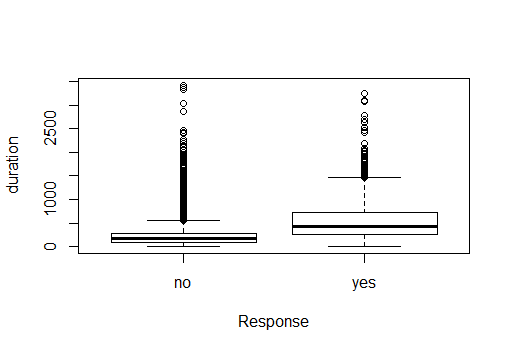 duration
2500
1000
0
no yes
Response